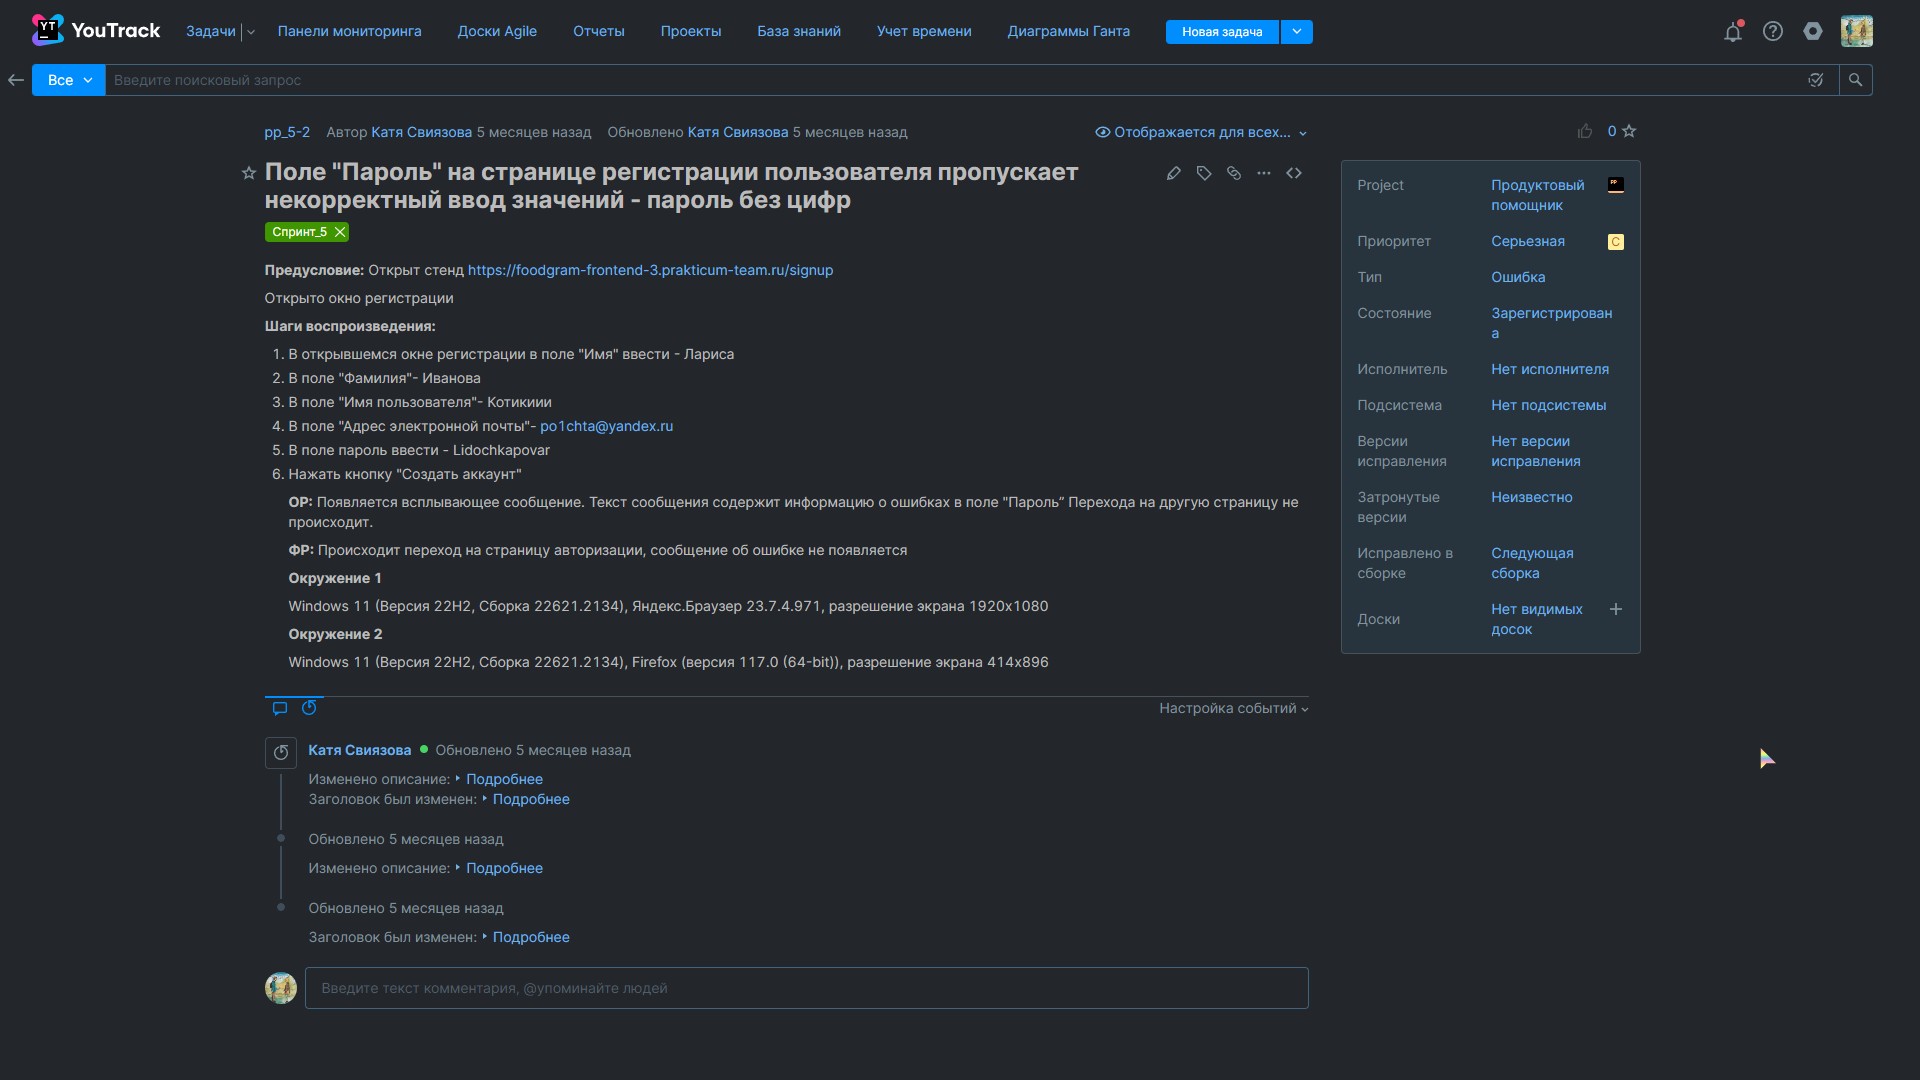 YT YouTrack Задачи Панели мониторинга Доски Agile Отчеты Проекты База знаний Учет времени Диаграммы Ганта Новая задача
Все Введите поисковый запрос
pp_5-2 Автор Катя Свиязова 5 месяцев назад Обновлено Катя Свиязова 5 месяцев назад Отображается для всех... 0
Поле "Пароль" на странице регистрации пользователя пропускает
некорректный ввод значений - пароль без цифр
Спринт_5
Предусловие: Открыт стенд https://foodgram-frontend-3.prakticum-team.ru/signup
Открыто окно регистрации
Шаги воспроизведения:
1. В открывшемся окне регистрации в поле "Имя" ввести - Лариса
2. В поле "Фамилия"- Иванова
3. В поле "Имя пользователя"- Котикиии
4. В поле "Адрес электронной почты"- po1chta@yandex.ru
5. В поле пароль ввести - Lidochkapovar
6. Нажать кнопку "Создать аккаунт"
ОР: Появляется всплывающее сообщение. Текст сообщения содержит информацию о ошибках в поле "Пароль” Перехода на другую страницу не
происходит.
ФР: Происходит переход на страницу авторизации, сообщение об ошибке не появляется
Окружение 1
Windows 11 (Версия 22H2, Сборка 22621.2134), Яндекс.Браузер 23.7.4.971, разрешение экрана 1920x1080
Окружение 2
Windows 11 (Версия 22H2, Сборка 22621.2134), Firefox (версия 117.0 (64-bit)), разрешение экрана 414x896
Настройка событий
Катя Свиязова Обновлено 5 месяцев назад
Изменено описание: Подробнее
Заголовок был изменен: Подробнее
Обновлено 5 месяцев назад
Изменено описание: Подробнее
Обновлено 5 месяцев назад
Заголовок был изменен: Подробнее
Введите текст комментария, @упоминайте людей
Project Продуктовый PP
помощник
Приоритет Серьезная С
Тип Ошибка
Состояние Зарегистрирован
а
Исполнитель Нет исполнителя
Подсистема Нет подсистемы
Версии Нет версии
исправления исправления
Затронутые Неизвестно
версии
Исправлено в Следующая
сборке сборка
Доски Нет видимых
досок